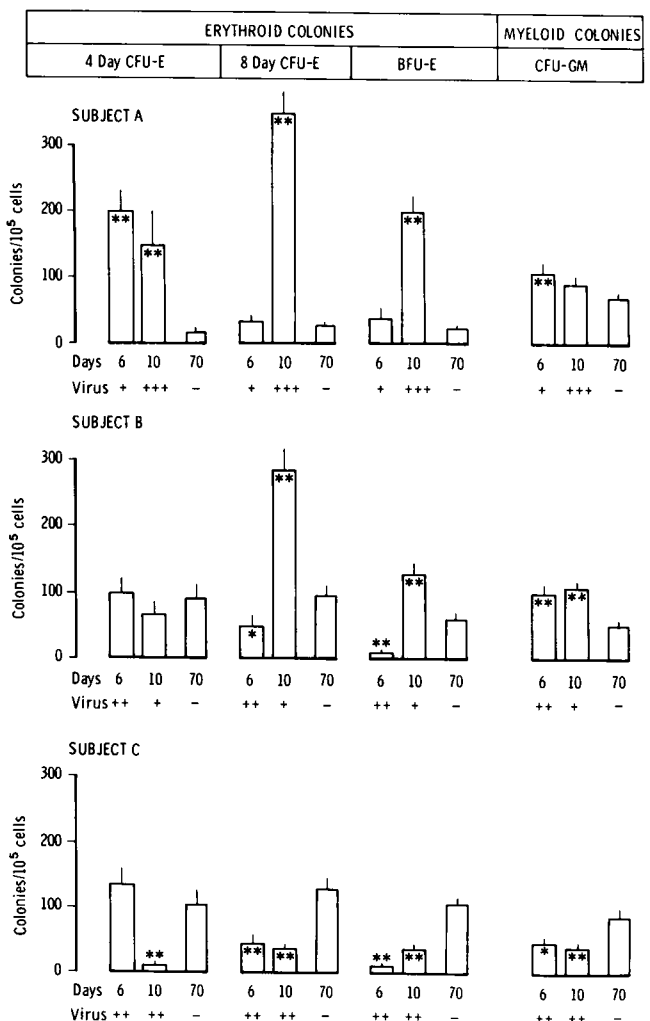 ERYTHROID COLONIES MYELOID COLONIES
4 Day CFU-E 8 Day CFU-E BFU-E CFU-GM
SUBJECT A
Colonies/10⁵ cells
300
200
100
0
** ** ** ** **
Days 6 10 70 6 10 70 6 10 70 6 10 70
Virus + +++ – + +++ – + +++ – + +++ –
SUBJECT B
Colonies/10⁵ cells
300
200
100
0
* ** ** ** ** **
Days 6 10 70 6 10 70 6 10 70 6 10 70
Virus ++ + – ++ + – ++ + – ++ + –
SUBJECT C
Colonies/10⁵ cells
300
200
100
0
** ** ** ** ** * **
Days 6 10 70 6 10 70 6 10 70 6 10 70
Virus ++ ++ – ++ ++ – ++ ++ – ++ ++ –